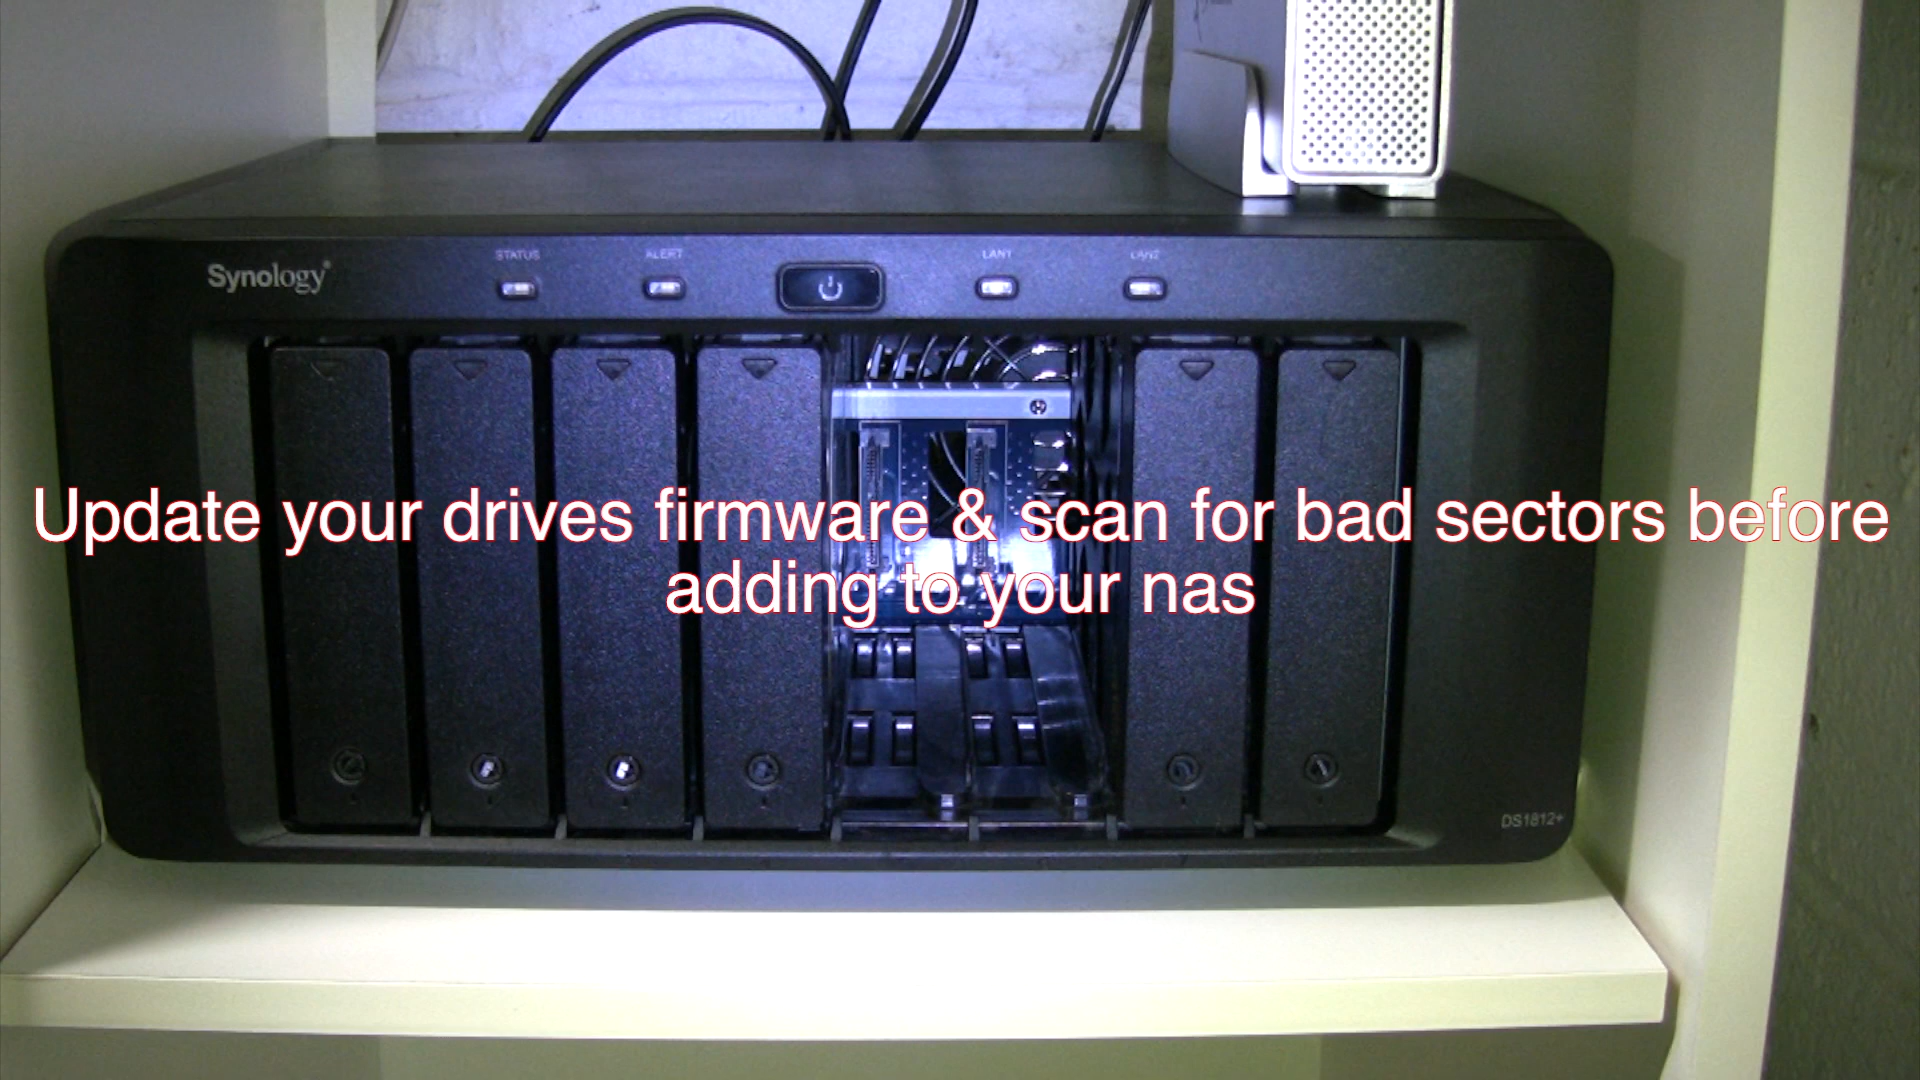 Synology®
STATUS
ALERT
LAN1
LAN2
Update your drives firmware & scan for bad sectors before
adding to your nas
DS1812+